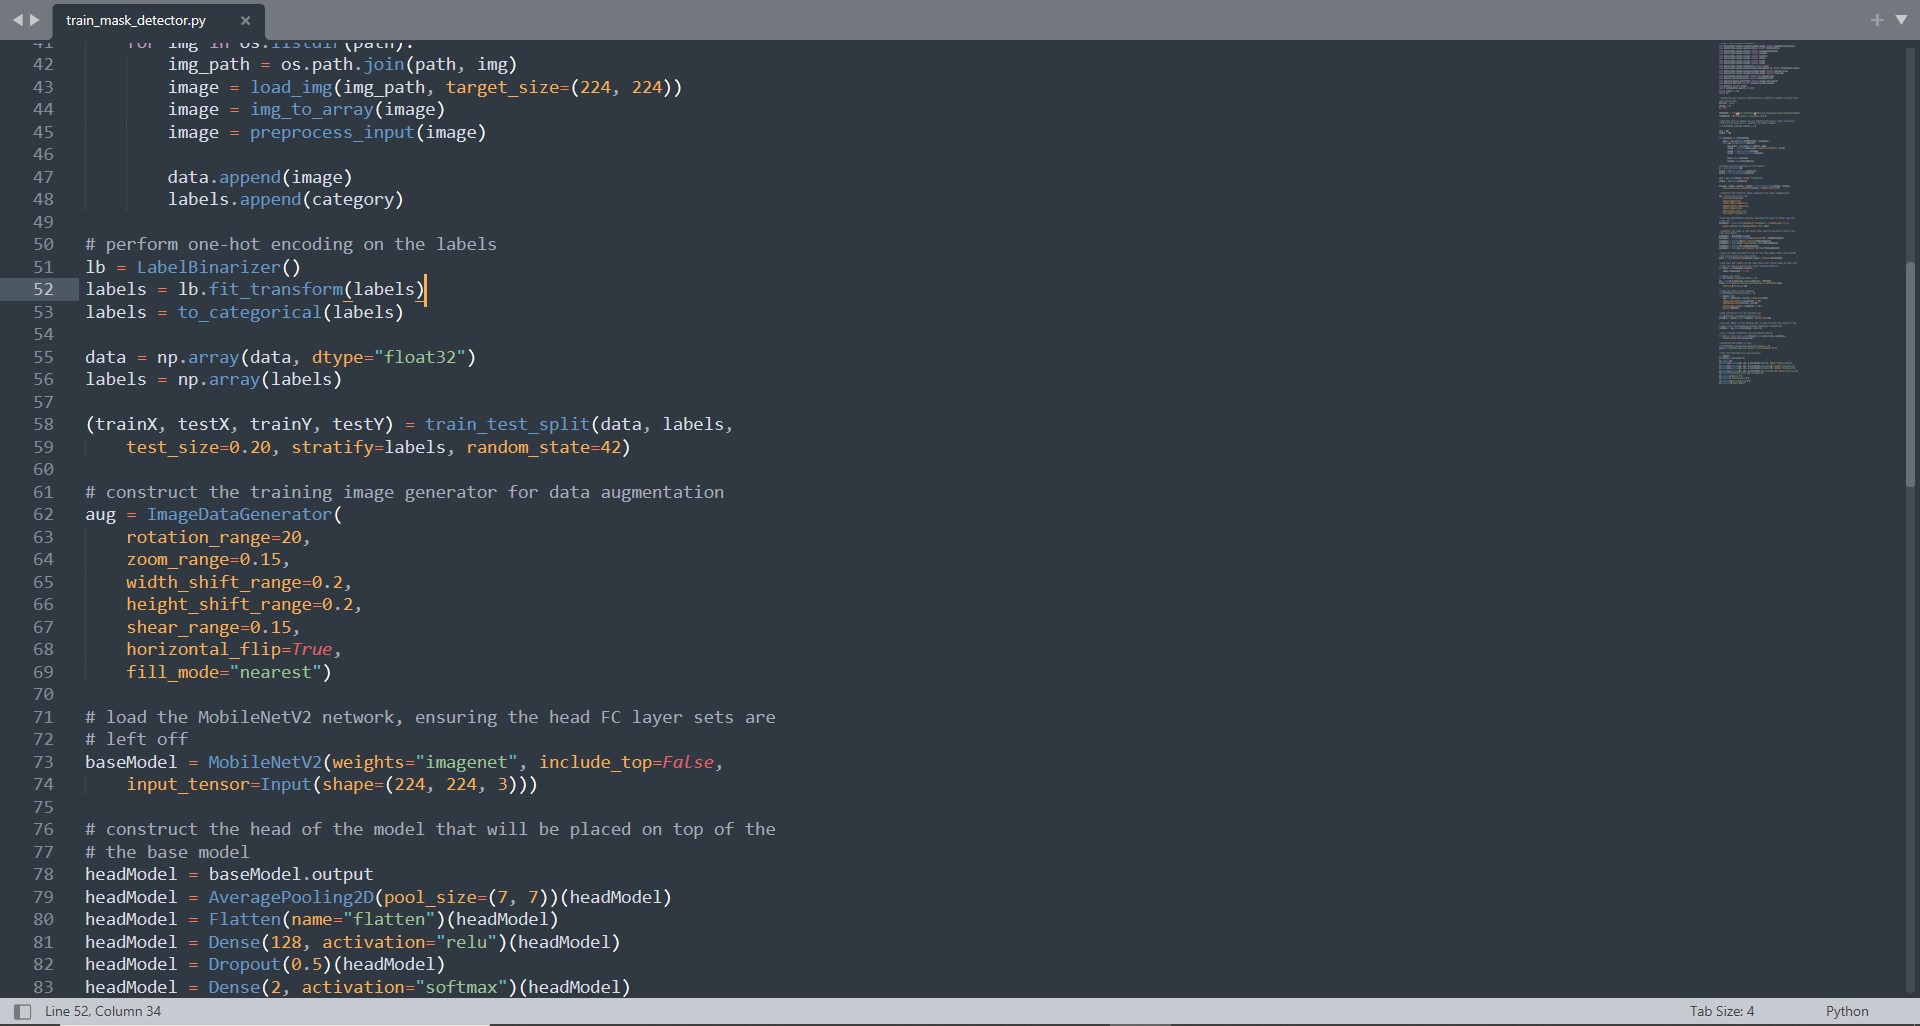 train_mask_detector.py
41 for img in os.listdir(path):
42 img_path = os.path.join(path, img)
43 image = load_img(img_path, target_size=(224, 224))
44 image = img_to_array(image)
45 image = preprocess_input(image)
46
47 data.append(image)
48 labels.append(category)
49
50 # perform one-hot encoding on the labels
51 lb = LabelBinarizer()
52 labels = lb.fit_transform(labels)
53 labels = to_categorical(labels)
54
55 data = np.array(data, dtype="float32")
56 labels = np.array(labels)
57
58 (trainX, testX, trainY, testY) = train_test_split(data, labels,
59 test_size=0.20, stratify=labels, random_state=42)
60
61 # construct the training image generator for data augmentation
62 aug = ImageDataGenerator(
63 rotation_range=20,
64 zoom_range=0.15,
65 width_shift_range=0.2,
66 height_shift_range=0.2,
67 shear_range=0.15,
68 horizontal_flip=True,
69 fill_mode="nearest")
70
71 # load the MobileNetV2 network, ensuring the head FC layer sets are
72 # left off
73 baseModel = MobileNetV2(weights="imagenet", include_top=False,
74 input_tensor=Input(shape=(224, 224, 3)))
75
76 # construct the head of the model that will be placed on top of the
77 # the base model
78 headModel = baseModel.output
79 headModel = AveragePooling2D(pool_size=(7, 7))(headModel)
80 headModel = Flatten(name="flatten")(headModel)
81 headModel = Dense(128, activation="relu")(headModel)
82 headModel = Dropout(0.5)(headModel)
83 headModel = Dense(2, activation="softmax")(headModel)
Line 52, Column 34
Tab Size: 4
Python